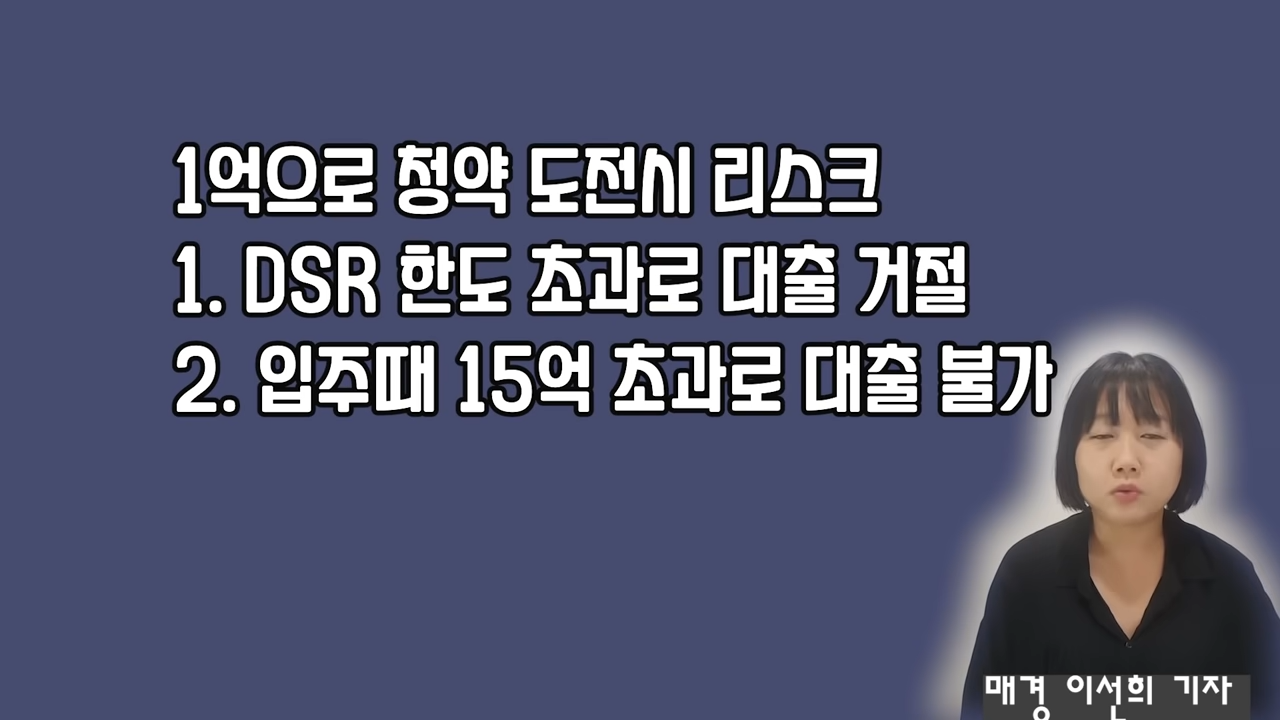 1억으로 청약 도전시 리스크
1. DSR 한도 초과로 대출 거절
2. 입주때 15억 초과로 대출 불가
매경 이선희 기자